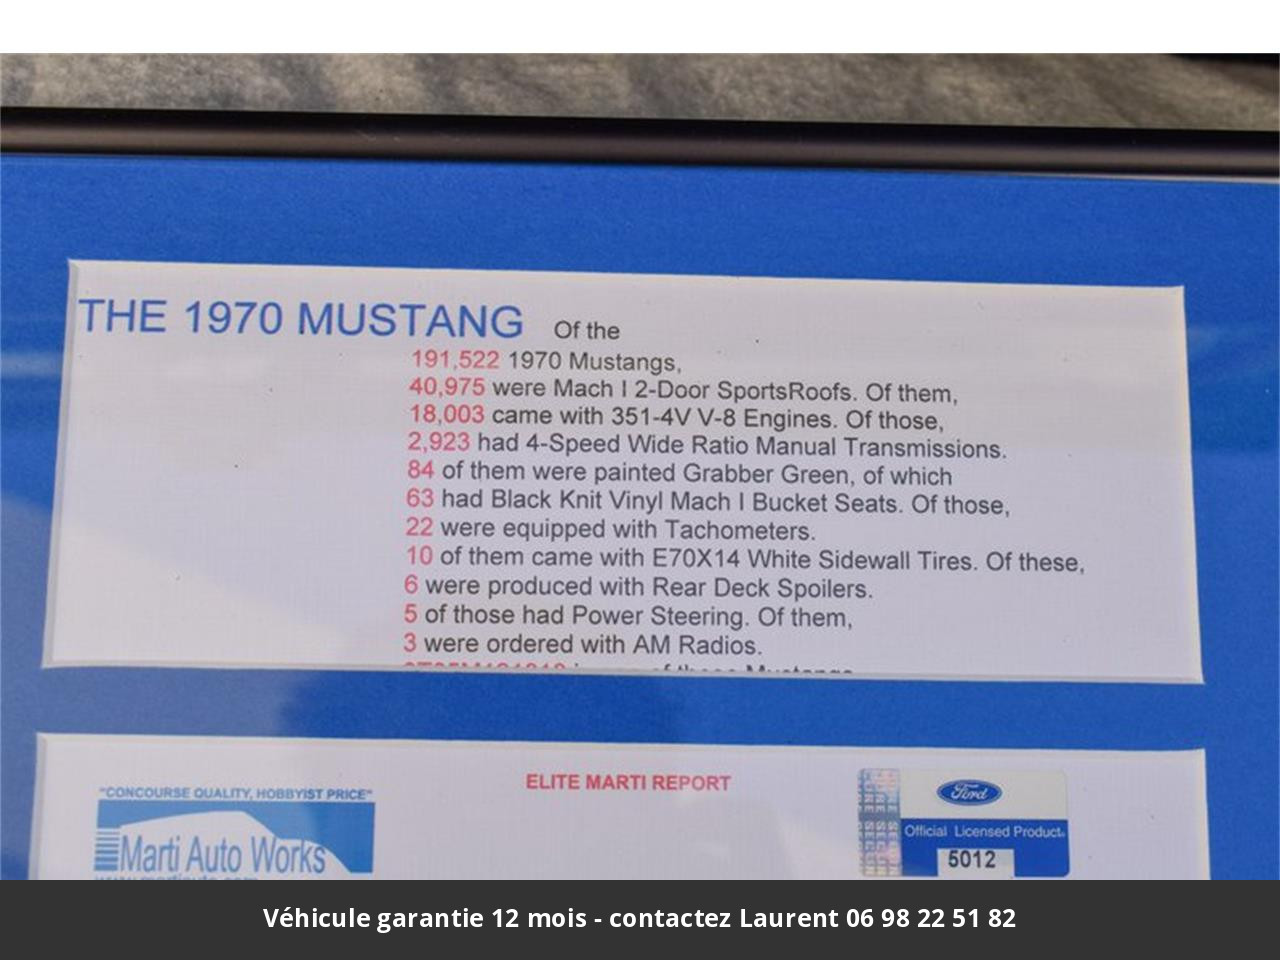 THE 1970 MUSTANG Of the
191,522 1970 Mustangs,
40,975 were Mach I 2-Door SportsRoofs. Of them,
18,003 came with 351-4V V-8 Engines. Of those,
2,923 had 4-Speed Wide Ratio Manual Transmissions.
84 of them were painted Grabber Green, of which
63 had Black Knit Vinyl Mach I Bucket Seats. Of those,
22 were equipped with Tachometers.
10 of them came with E70X14 White Sidewall Tires. Of these,
6 were produced with Rear Deck Spoilers.
5 of those had Power Steering. Of them,
3 were ordered with AM Radios.
of these Mustangs
ELITE MARTI REPORT
"CONCOURSE QUALITY, HOBBYIST PRICE"
Marti Auto Works
Ford
Official Licensed Product
5012
Véhicule garantie 12 mois - contactez Laurent 06 98 22 51 82